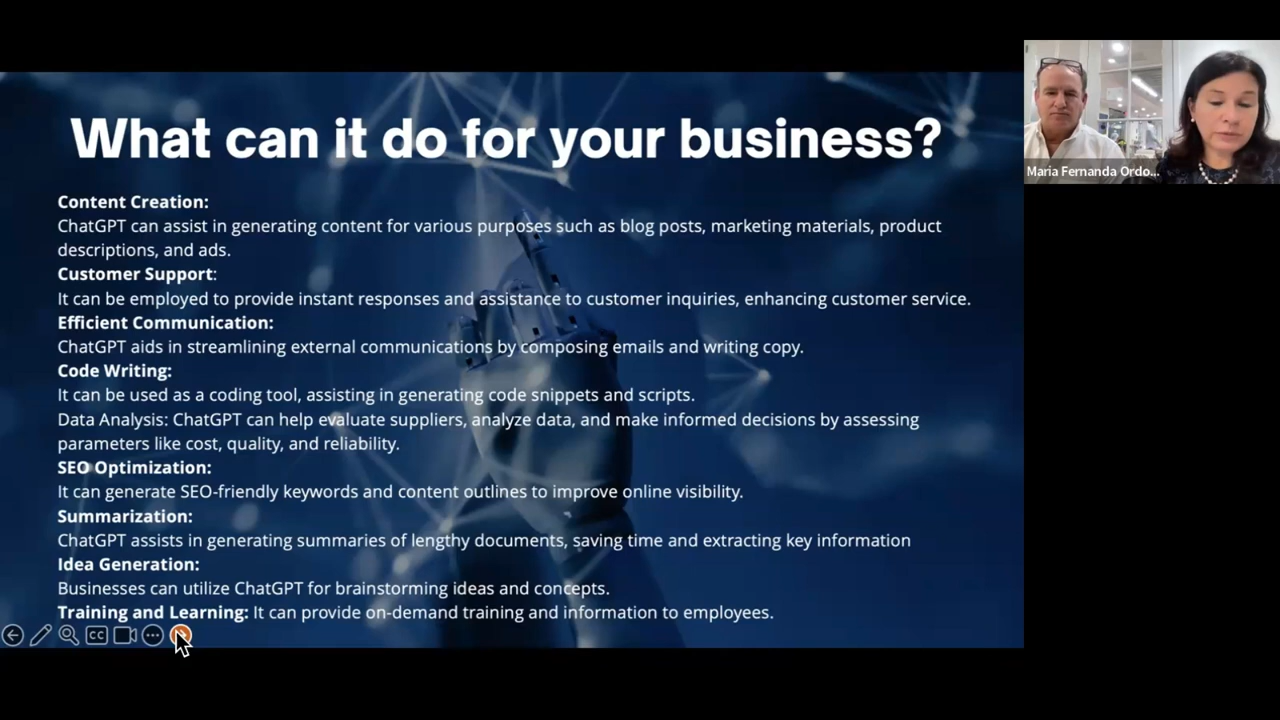 What can it do for your business?
Content Creation:
ChatGPT can assist in generating content for various purposes such as blog posts, marketing materials, product
descriptions, and ads.
Customer Support:
It can be employed to provide instant responses and assistance to customer inquiries, enhancing customer service.
Efficient Communication:
ChatGPT aids in streamlining external communications by composing emails and writing copy.
Code Writing:
It can be used as a coding tool, assisting in generating code snippets and scripts.
Data Analysis: ChatGPT can help evaluate suppliers, analyze data, and make informed decisions by assessing
parameters like cost, quality, and reliability.
SEO Optimization:
It can generate SEO-friendly keywords and content outlines to improve online visibility.
Summarization:
ChatGPT assists in generating summaries of lengthy documents, saving time and extracting key information
Idea Generation:
Businesses can utilize ChatGPT for brainstorming ideas and concepts.
Training and Learning: It can provide on-demand training and information to employees.
CC
Maria Fernanda Ordo...